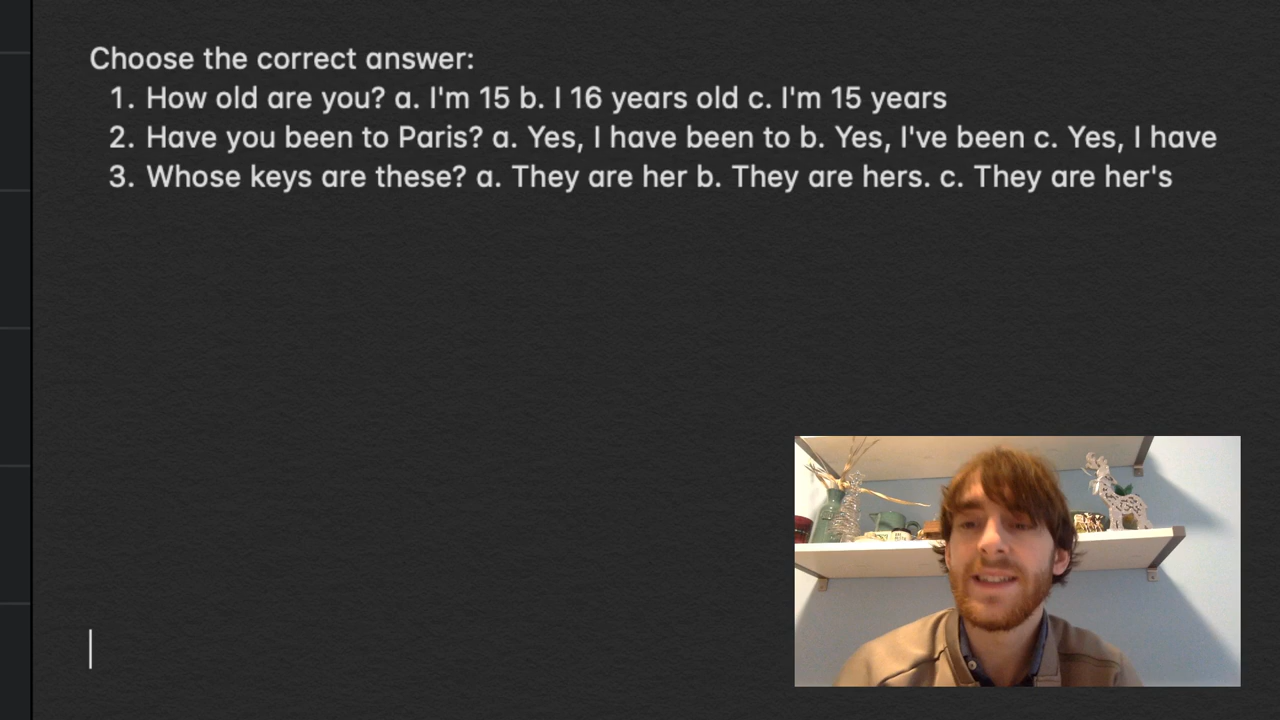 Choose the correct answer:
1. How old are you? a. I'm 15 b. I 16 years old c. I'm 15 years
2. Have you been to Paris? a. Yes, I have been to b. Yes, I've been c. Yes, I have
3. Whose keys are these? a. They are her b. They are hers. c. They are her's